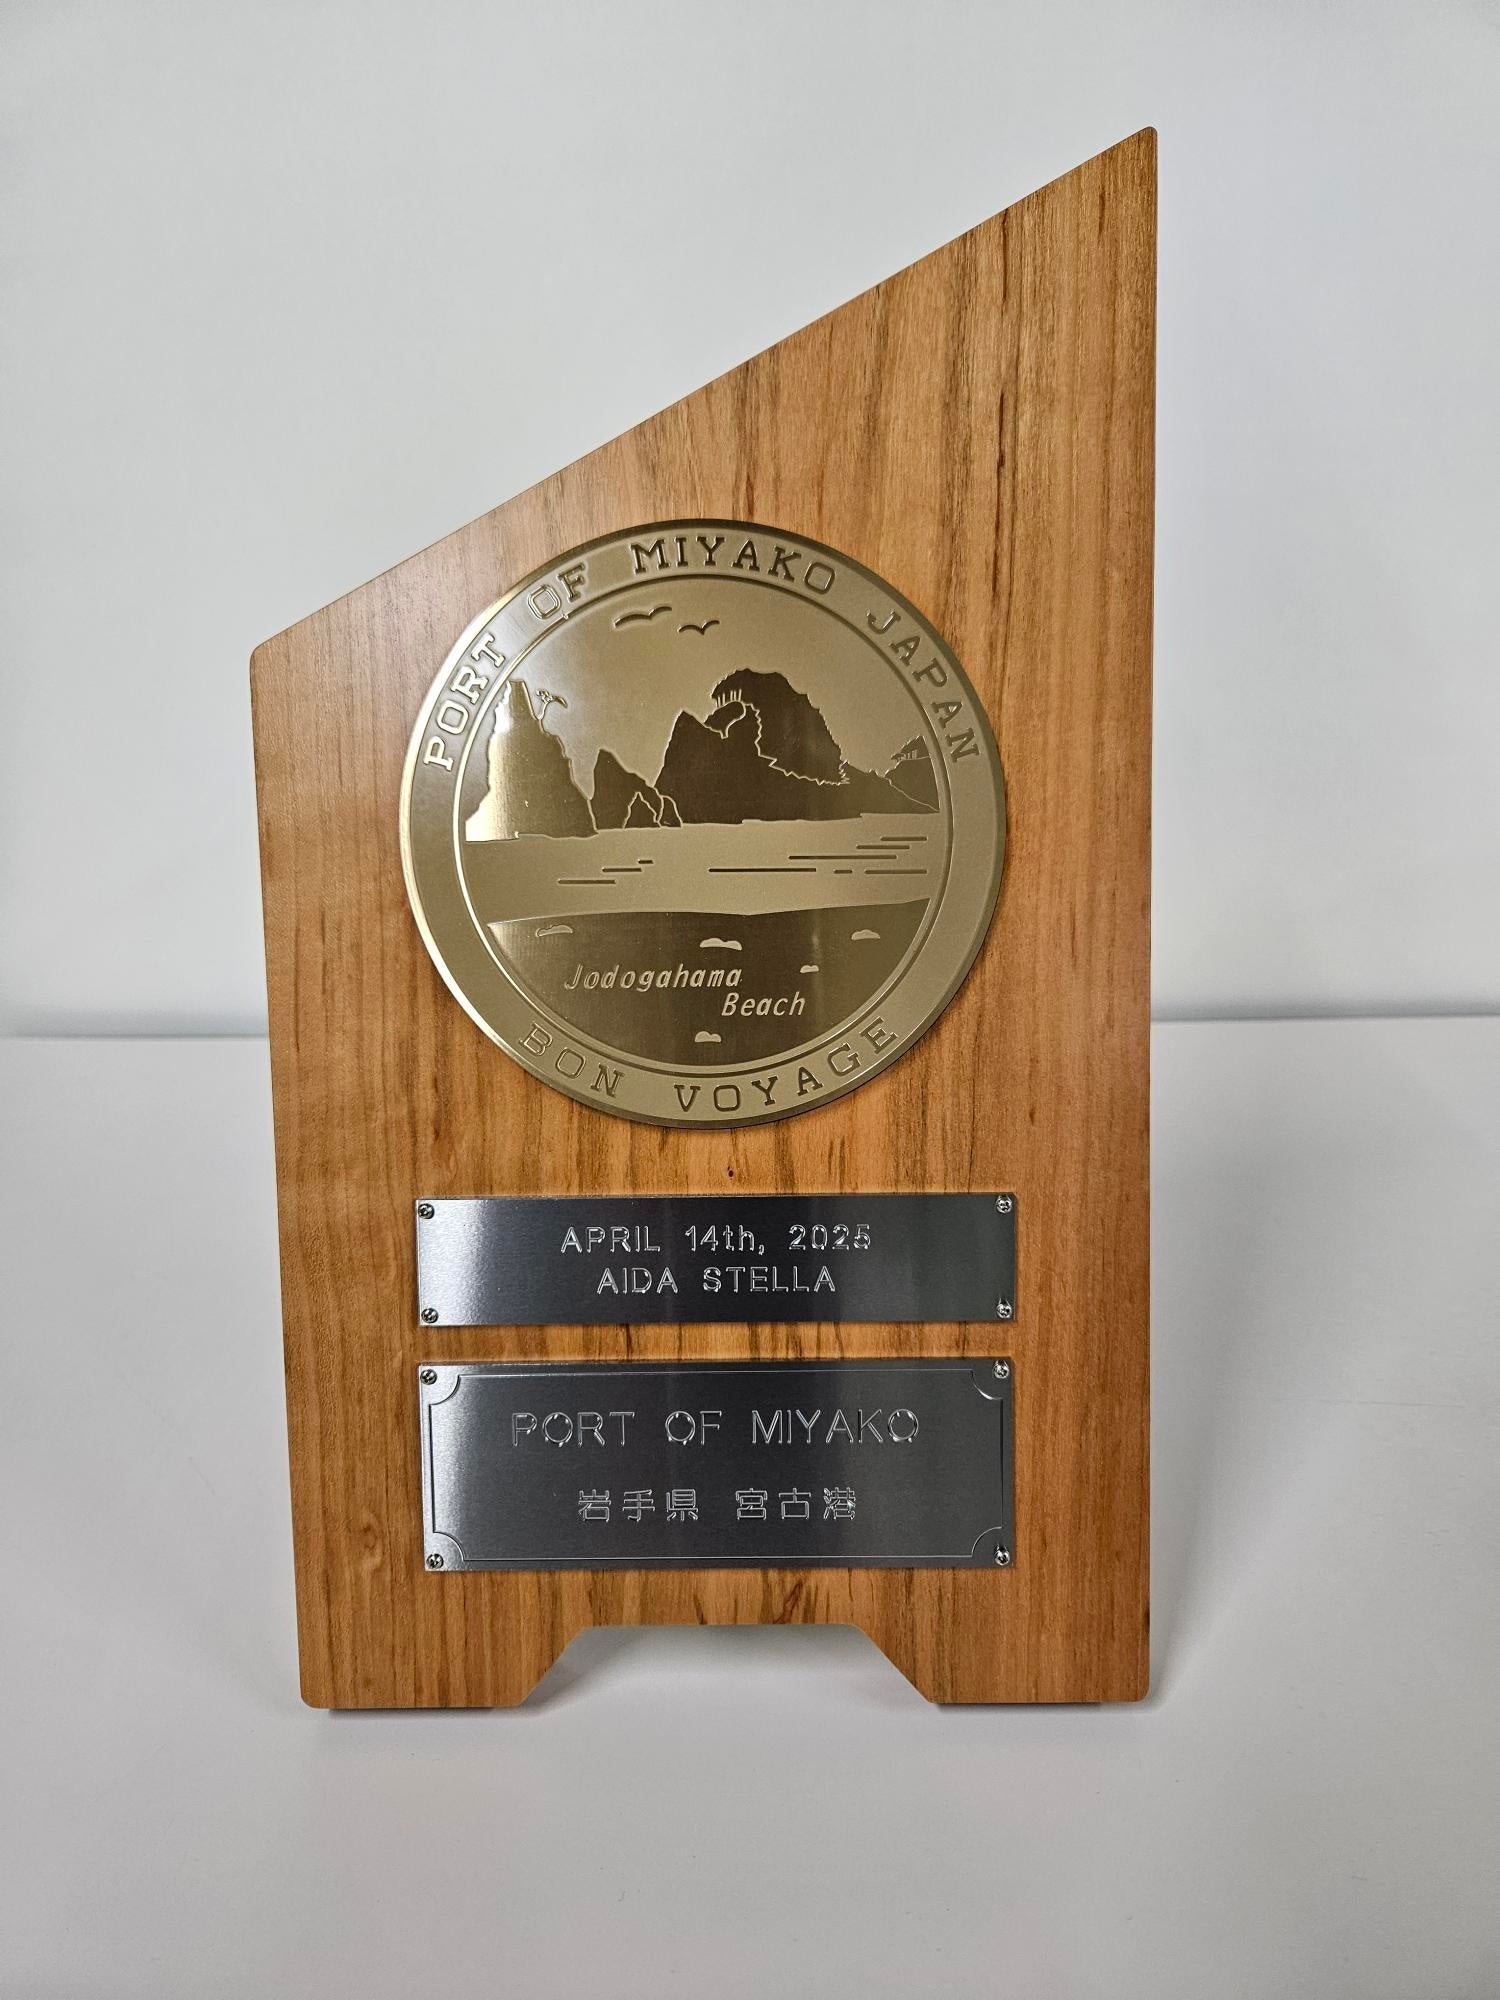 PORT OF MIYAKO JAPAN
Jodogahama
Beach
BON VOYAGE
APRIL 14th, 2025
AIDA STELLA
PORT OF MIYAKO
岩手県 宮古港